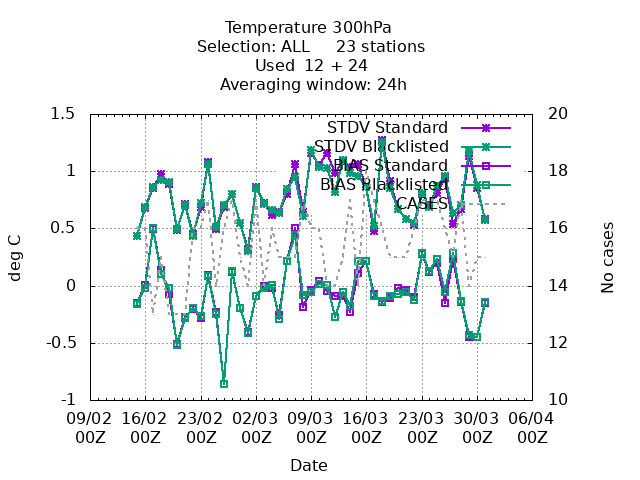 Temperature 300hPa
Selection: ALL     23 stations
Used  12 + 24
Averaging window: 24h
1.5
1
0.5
0
-0.5
-1
deg C
20
18
16
14
12
10
No cases
STDV Standard
STDV Blacklisted
BIAS Standard
BIAS Blacklisted
CASES
09/02 16/02 23/02 02/03 09/03 16/03 23/03 30/03 06/04
00Z 00Z 00Z 00Z 00Z 00Z 00Z 00Z 00Z
Date